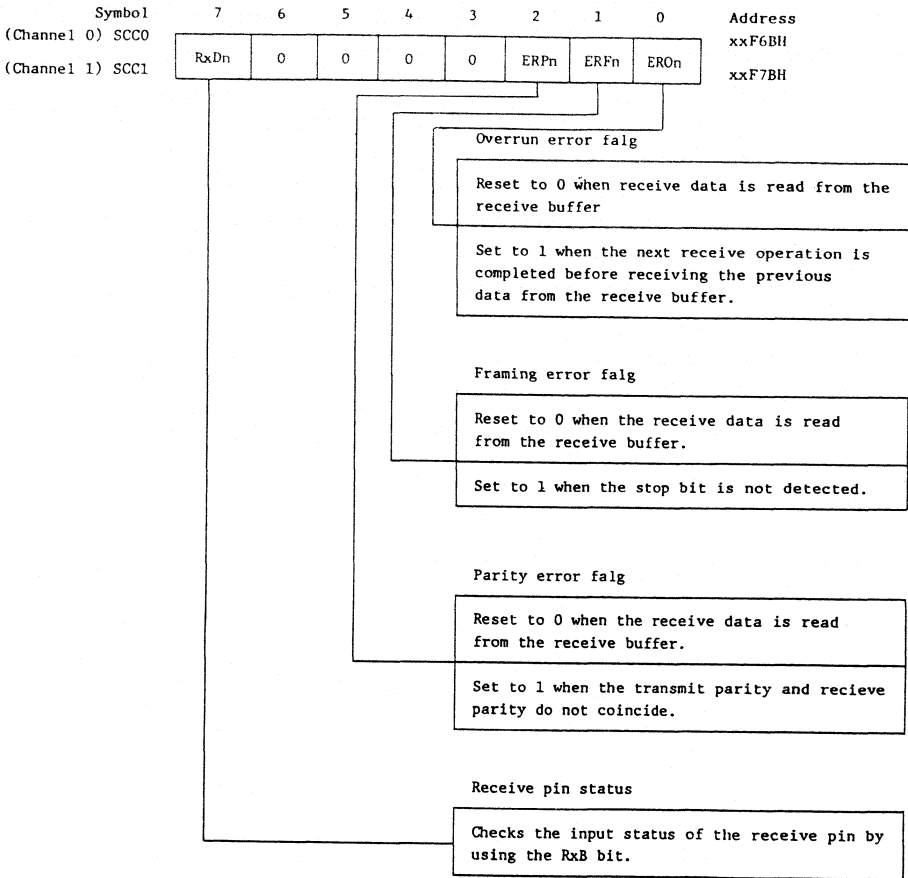 Symbol 7 6 5 4 3 2 1 0 Address
(Channel 0) SCC0 xxF6BH
(Channel 1) SCC1 RxDn 0 0 0 0 ERPn ERFn EROn xxF7BH
Overrun error falg
Reset to 0 when receive data is read from the
receive buffer
Set to 1 when the next receive operation is
completed before receiving the previous
data from the receive buffer.
Framing error falg
Reset to 0 when the receive data is read
from the receive buffer.
Set to 1 when the stop bit is not detected.
Parity error falg
Reset to 0 when the receive data is read
from the receive buffer.
Set to 1 when the transmit parity and recieve
parity do not coincide.
Receive pin status
Checks the input status of the receive pin by
using the RxB bit.